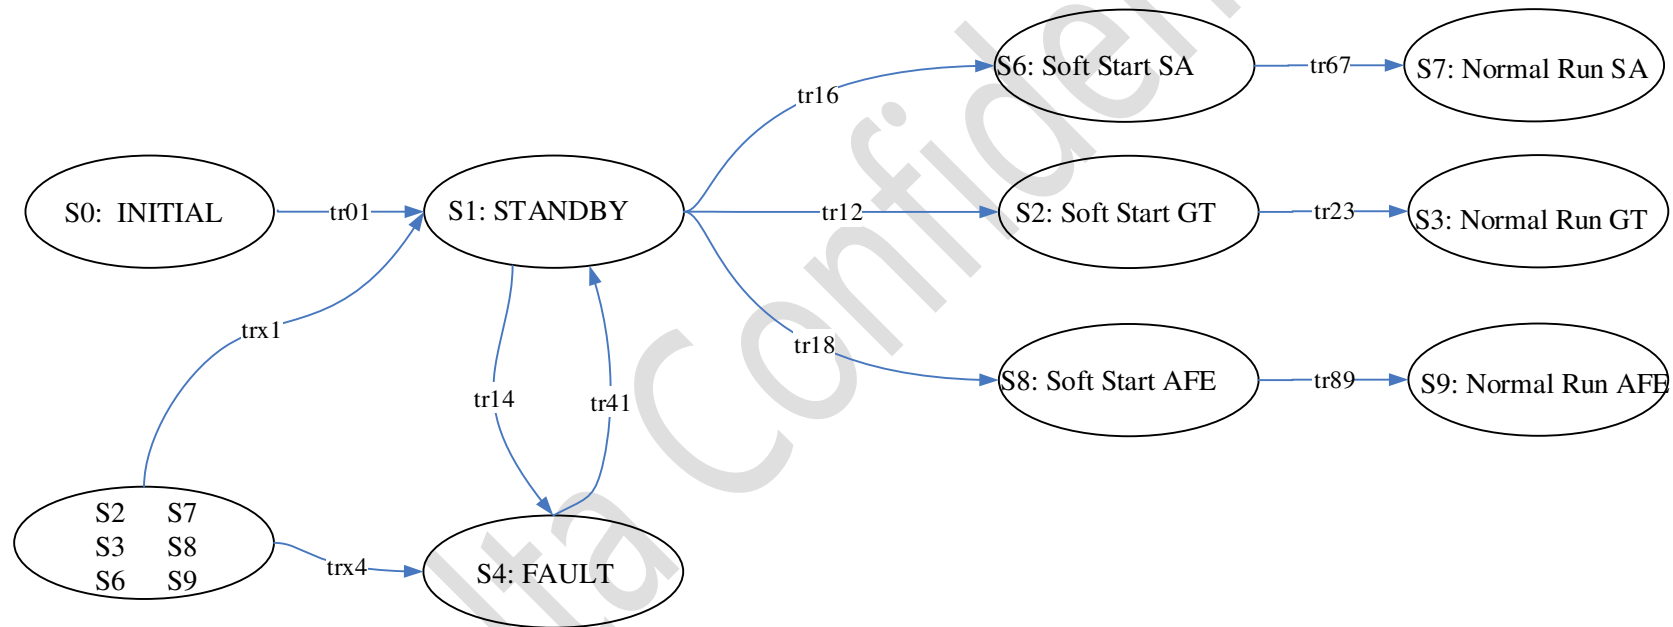 S6: Soft Start SA
tr67
S7: Normal Run SA
tr16
S0: INITIAL
tr01
S1: STANDBY
tr12
S2: Soft Start GT
tr23
S3: Normal Run GT
trx1
tr18
S8: Soft Start AFE
tr89
S9: Normal Run AFE
tr14
tr41
S2 S7
S3 S8
S6 S9
trx4
S4: FAULT